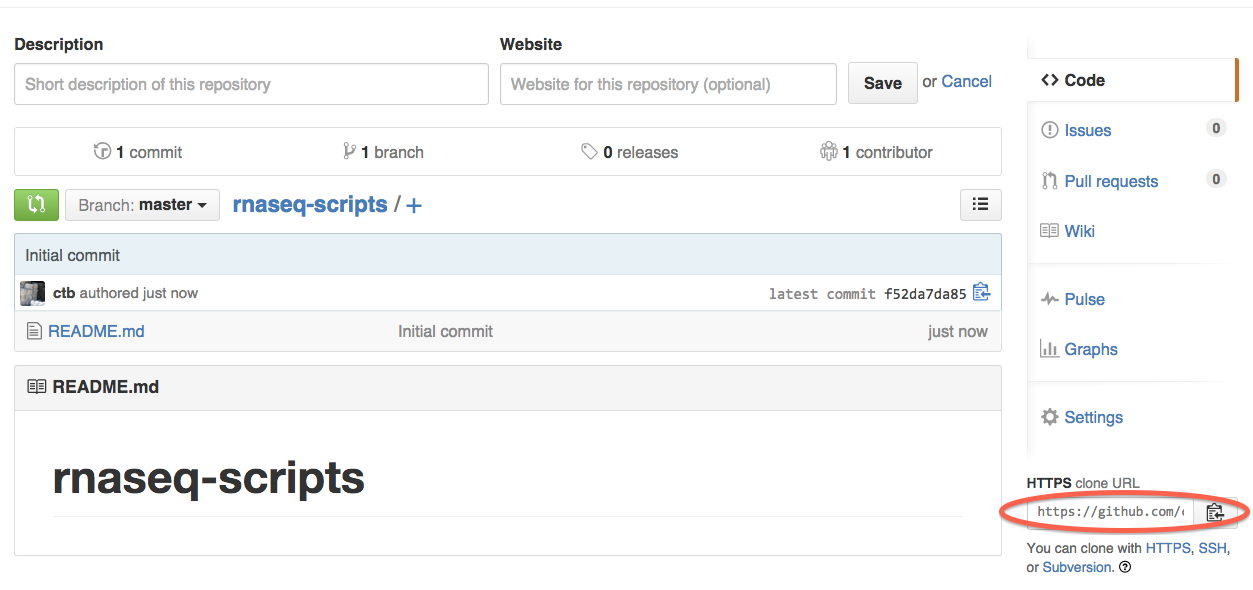 Description
Website
Short description of this repository
Website for this repository (optional)
Save or Cancel
1 commit
1 branch
0 releases
1 contributor
Branch: master
rnaseq-scripts / +
Initial commit
ctb authored just now
latest commit f52da7da85
README.md
Initial commit
just now
README.md
rnaseq-scripts
Code
Issues 0
Pull requests 0
Wiki
Pulse
Graphs
Settings
HTTPS clone URL
https://github.com/
You can clone with HTTPS, SSH,
or Subversion.